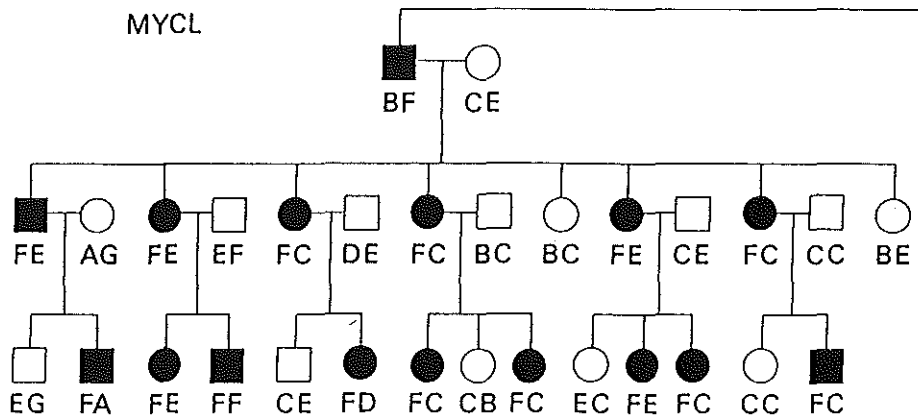 MYCL
BF CE
FE AG FE EF FC DE FC BC BC FE CE FC CC BE
EG FA FE FF CE FD FC CB FC EC FE FC CC FC